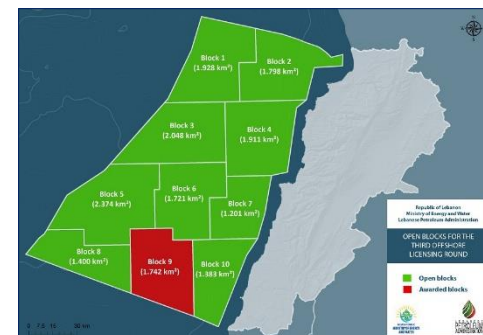 Block 1
(1.928 km²)
Block 2
(1.798 km²)
Block 3
(2.048 km²)
Block 4
(1.911 km²)
Block 5
(2.374 km²)
Block 6
(1.721 km²)
Block 7
(1.201 km²)
Block 8
(1.400 km²)
Block 9
(1.742 km²)
Block 10
(1.383 km²)
Republic of Lebanon
Ministry of Energy and Water
Lebanese Petroleum Administration
OPEN BLOCKS FOR THE
THIRD OFFSHORE
LICENSING ROUND
Open blocks
Awarded blocks